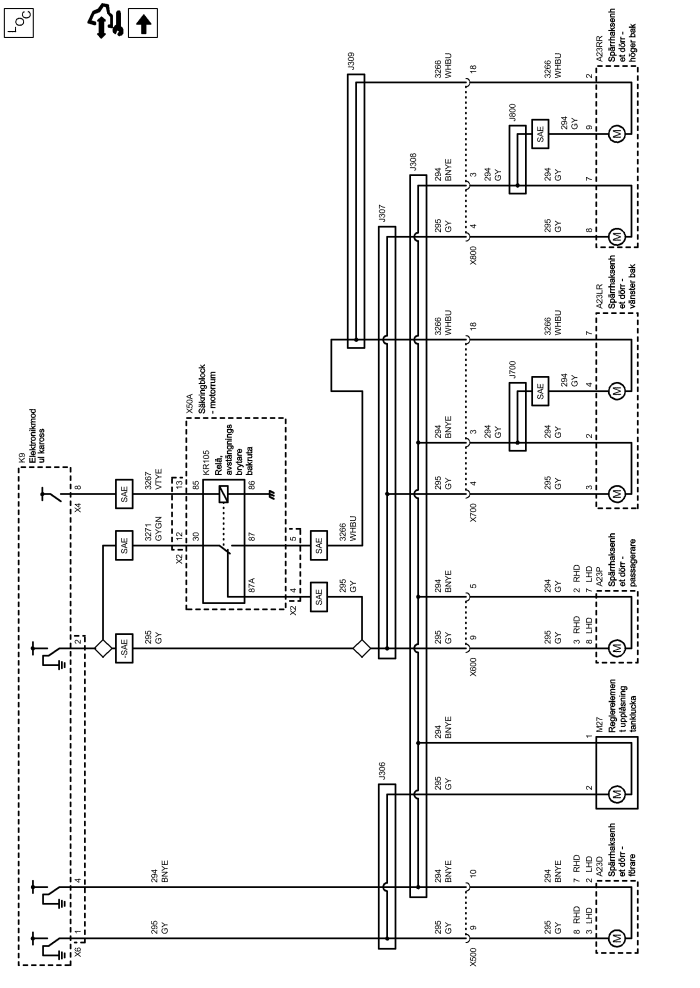 LOC
K9
Elektronikmod
ul kaross
X6
1
4
2
X4
8
295
GY
294
BNYE
SAE
SAE
SAE
295
GY
3271
GYGN
3267
VTYE
X50A
Säkringblock
- motorrum
X2
12
13
KR105
Relä,
avstängnings
brytare
bakruta
30
85
87A
87
86
X2
4
5
SAE
SAE
295
GY
3266
WHBU
J306
J307
J308
J309
295
GY
294
BNYE
295
GY
294
BNYE
295
GY
294
BNYE
295
GY
294
BNYE
3266
WHBU
295
GY
294
BNYE
3266
WHBU
X500
9
10
X600
9
5
X700
4
3
18
X800
4
3
18
294
GY
J700
SAE
294
GY
294
GY
J800
SAE
294
GY
295
GY
294
BNYE
8 RHD
3 LHD
7 RHD
2 LHD
A23D
Spärrhaksenh
et dörr -
förare
M
2
1
M27
Reglerelemen
t upplåsning
tanklucka
M
295
GY
294
GY
3 RHD
8 LHD
2 RHD
7 LHD
A23P
Spärrhaksenh
et dörr -
passagerare
M
295
GY
294
GY
3266
WHBU
3
2
4
7
A23LR
Spärrhaksenh
et dörr -
vänster bak
M
M
295
GY
294
GY
3266
WHBU
8
7
9
2
A23RR
Spärrhaksenh
et dörr -
höger bak
M
M